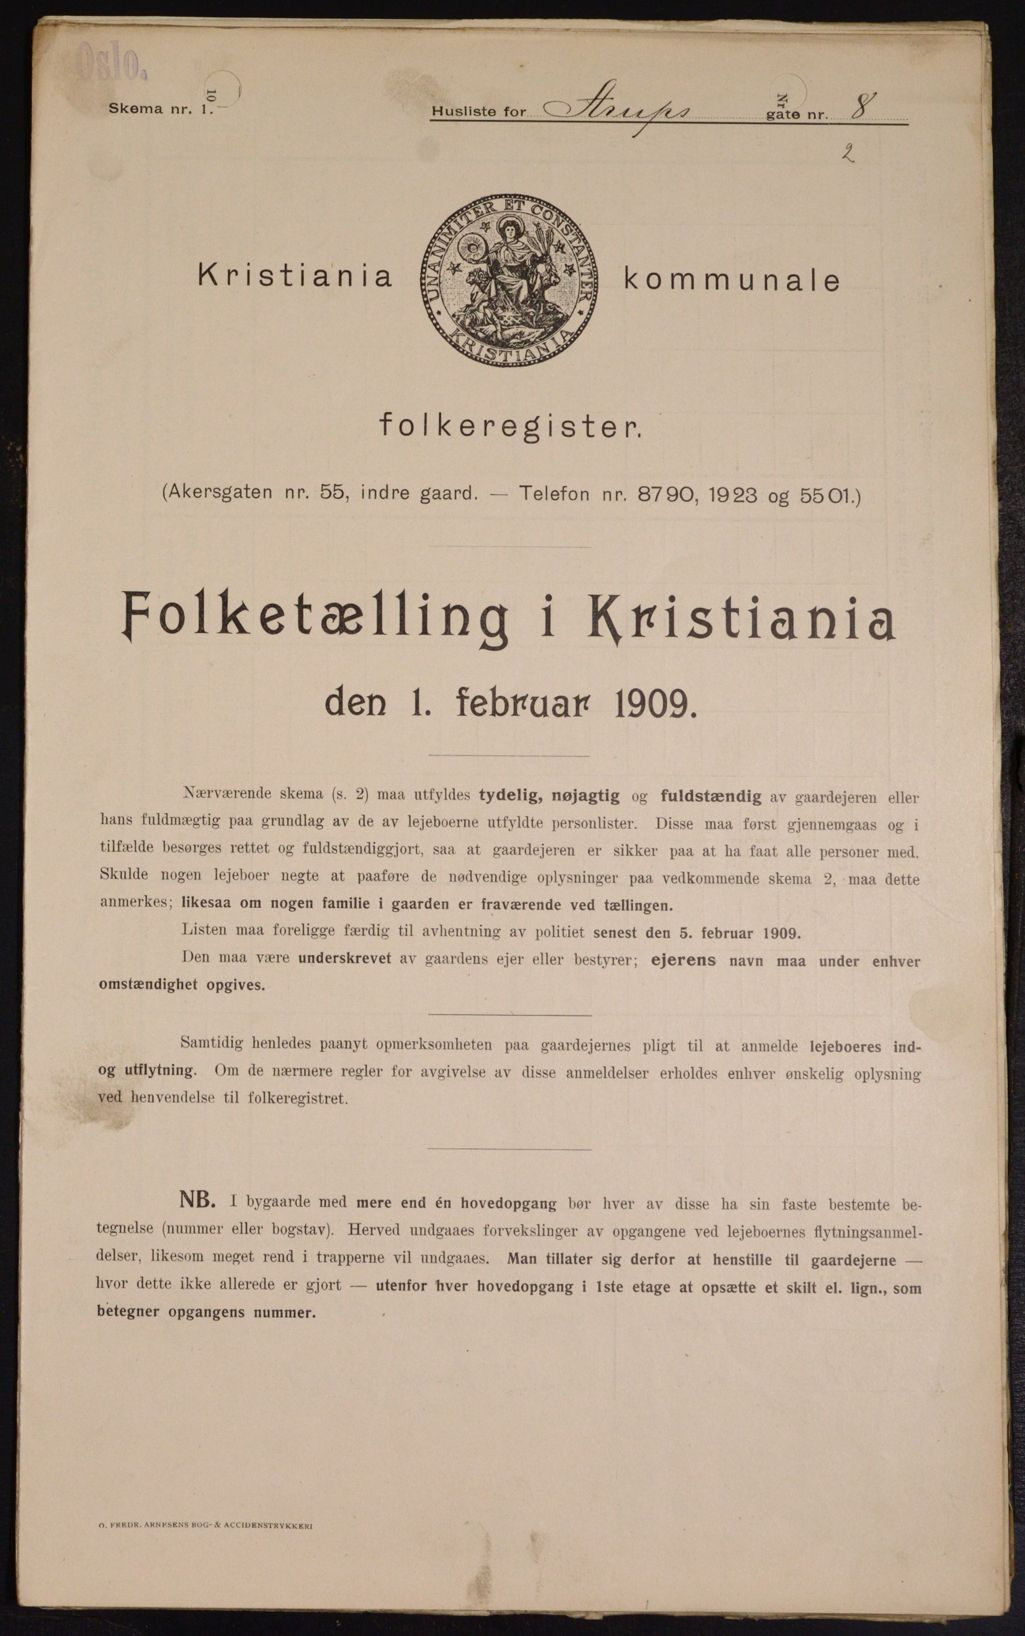 Oslo.
Skema nr. 1.
10
Husliste for Arups gate nr. 8
Nr
2
UNANIMITER ET CONSTANTER
KRISTIANIA
Kristiania kommunale
folkeregister.
(Akersgaten nr. 55, indre gaard. — Telefon nr. 8790, 1923 og 5501.)
Folketælling i Kristiania
den 1. februar 1909.
Nærværende skema (s. 2) maa utfyldes tydelig, nøjagtig og fuldstændig av gaardejeren eller
hans fuldmægtig paa grundlag av de av lejeboerne utfyldte personlister. Disse maa først gjennemgaas og i
tilfælde besørges rettet og fuldstændiggjort, saa at gaardejeren er sikker paa at ha faat alle personer med.
Skulde nogen lejeboer negte at paaføre de nødvendige oplysninger paa vedkommende skema 2, maa dette
anmerkes; likesaa om nogen familie i gaarden er fraværende ved tællingen.
Listen maa foreligge færdig til avhentning av politiet senest den 5. februar 1909.
Den maa være underskrevet av gaardens ejer eller bestyrer; ejerens navn maa under enhver
omstændighet opgives.
Samtidig henledes paanyt opmerksomheten paa gaardejernes pligt til at anmelde lejeboeres ind-
og utflytning. Om de nærmere regler for avgivelse av disse anmeldelser erholdes enhver ønskelig oplysning
ved henvendelse til folkeregistret.
NB. I bygaarde med mere end én hovedopgang bør hver av disse ha sin faste bestemte be-
tegnelse (nummer eller bogstav). Herved undgaaes forvekslinger av opgangene ved lejeboernes flytningsanmel-
delser, likesom meget rend i trapperne vil undgaaes. Man tillater sig derfor at henstille til gaardejerne —
hvor dette ikke allerede er gjort — utenfor hver hovedopgang i 1ste etage at opsætte et skilt el. lign., som
betegner opgangens nummer.
O. FREDR. ARNESENS BOG- & ACCIDENSTRYKKERI